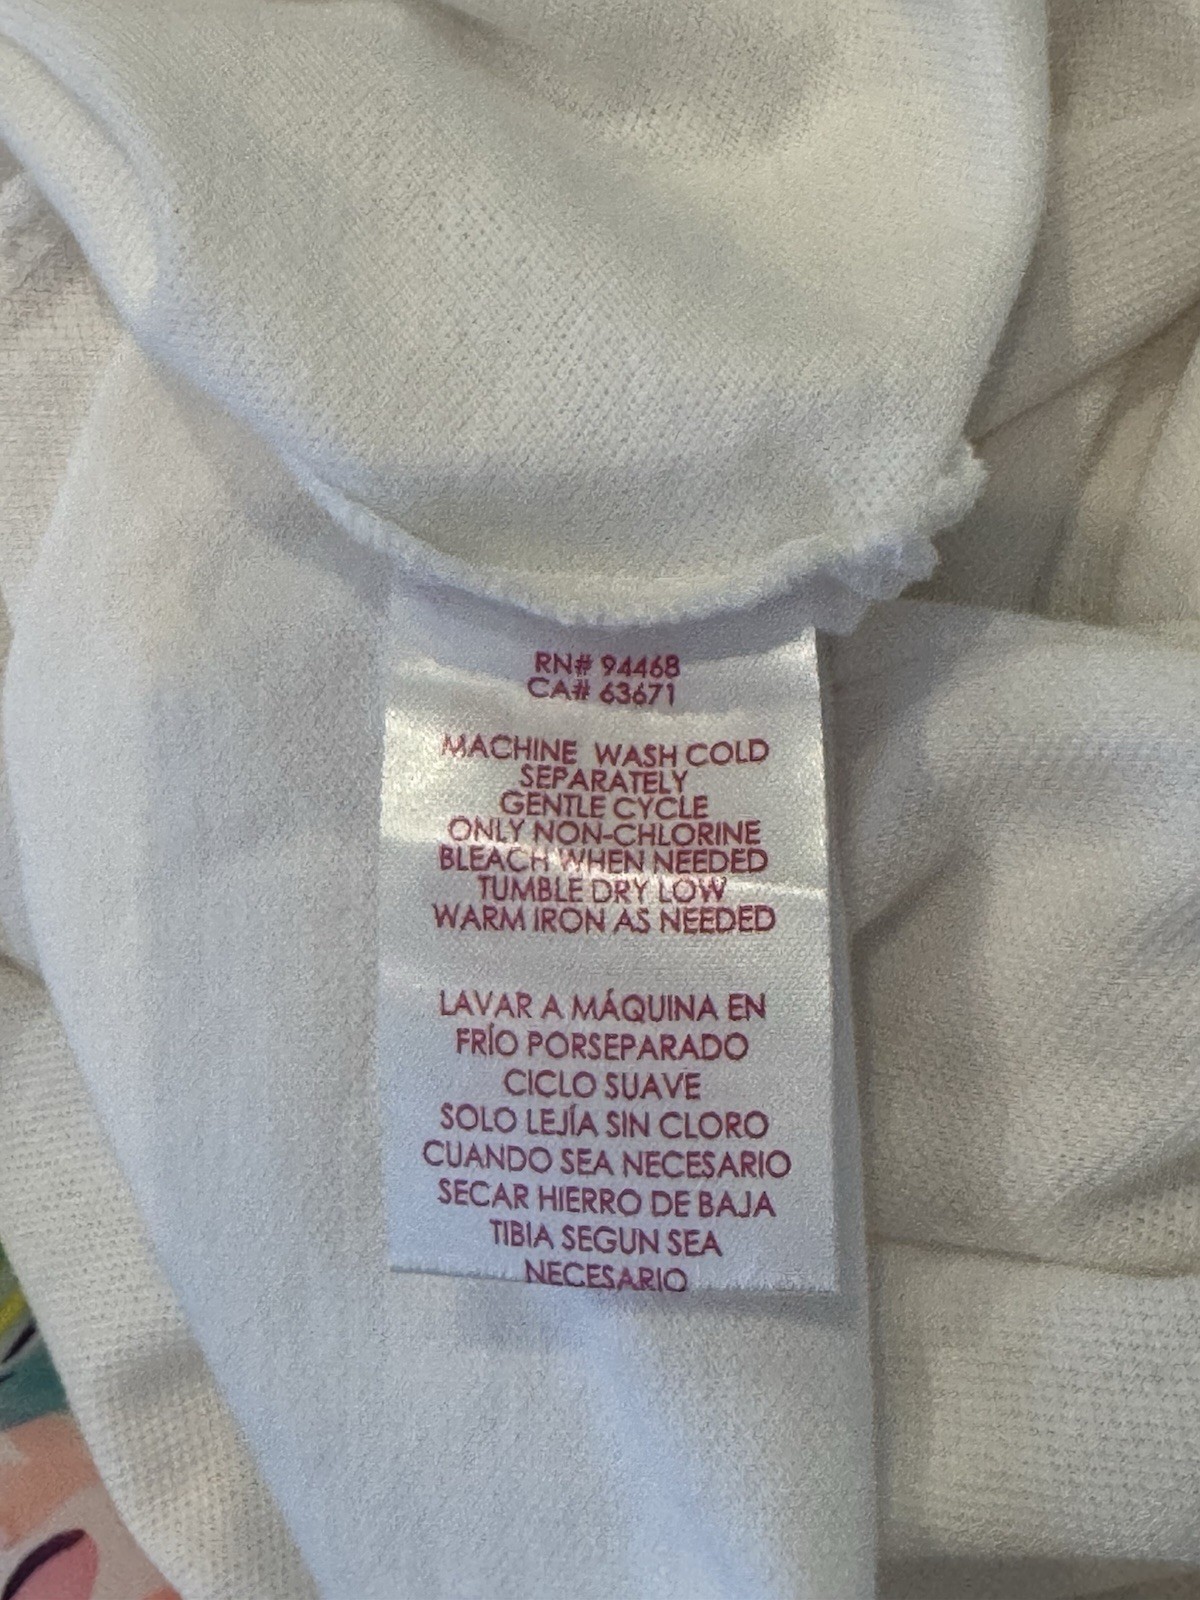 RN# 94468
CA# 63671
MACHINE WASH COLD
SEPARATELY
GENTLE CYCLE
ONLY NON-CHLORINE
BLEACH WHEN NEEDED
TUMBLE DRY LOW
WARM IRON AS NEEDED
LAVAR A MÁQUINA EN
FRÍO PORSEPARADO
CICLO SUAVE
SOLO LEJÍA SIN CLORO
CUANDO SEA NECESARIO
SECAR HIERRO DE BAJA
TIBIA SEGUN SEA
NECESARIO